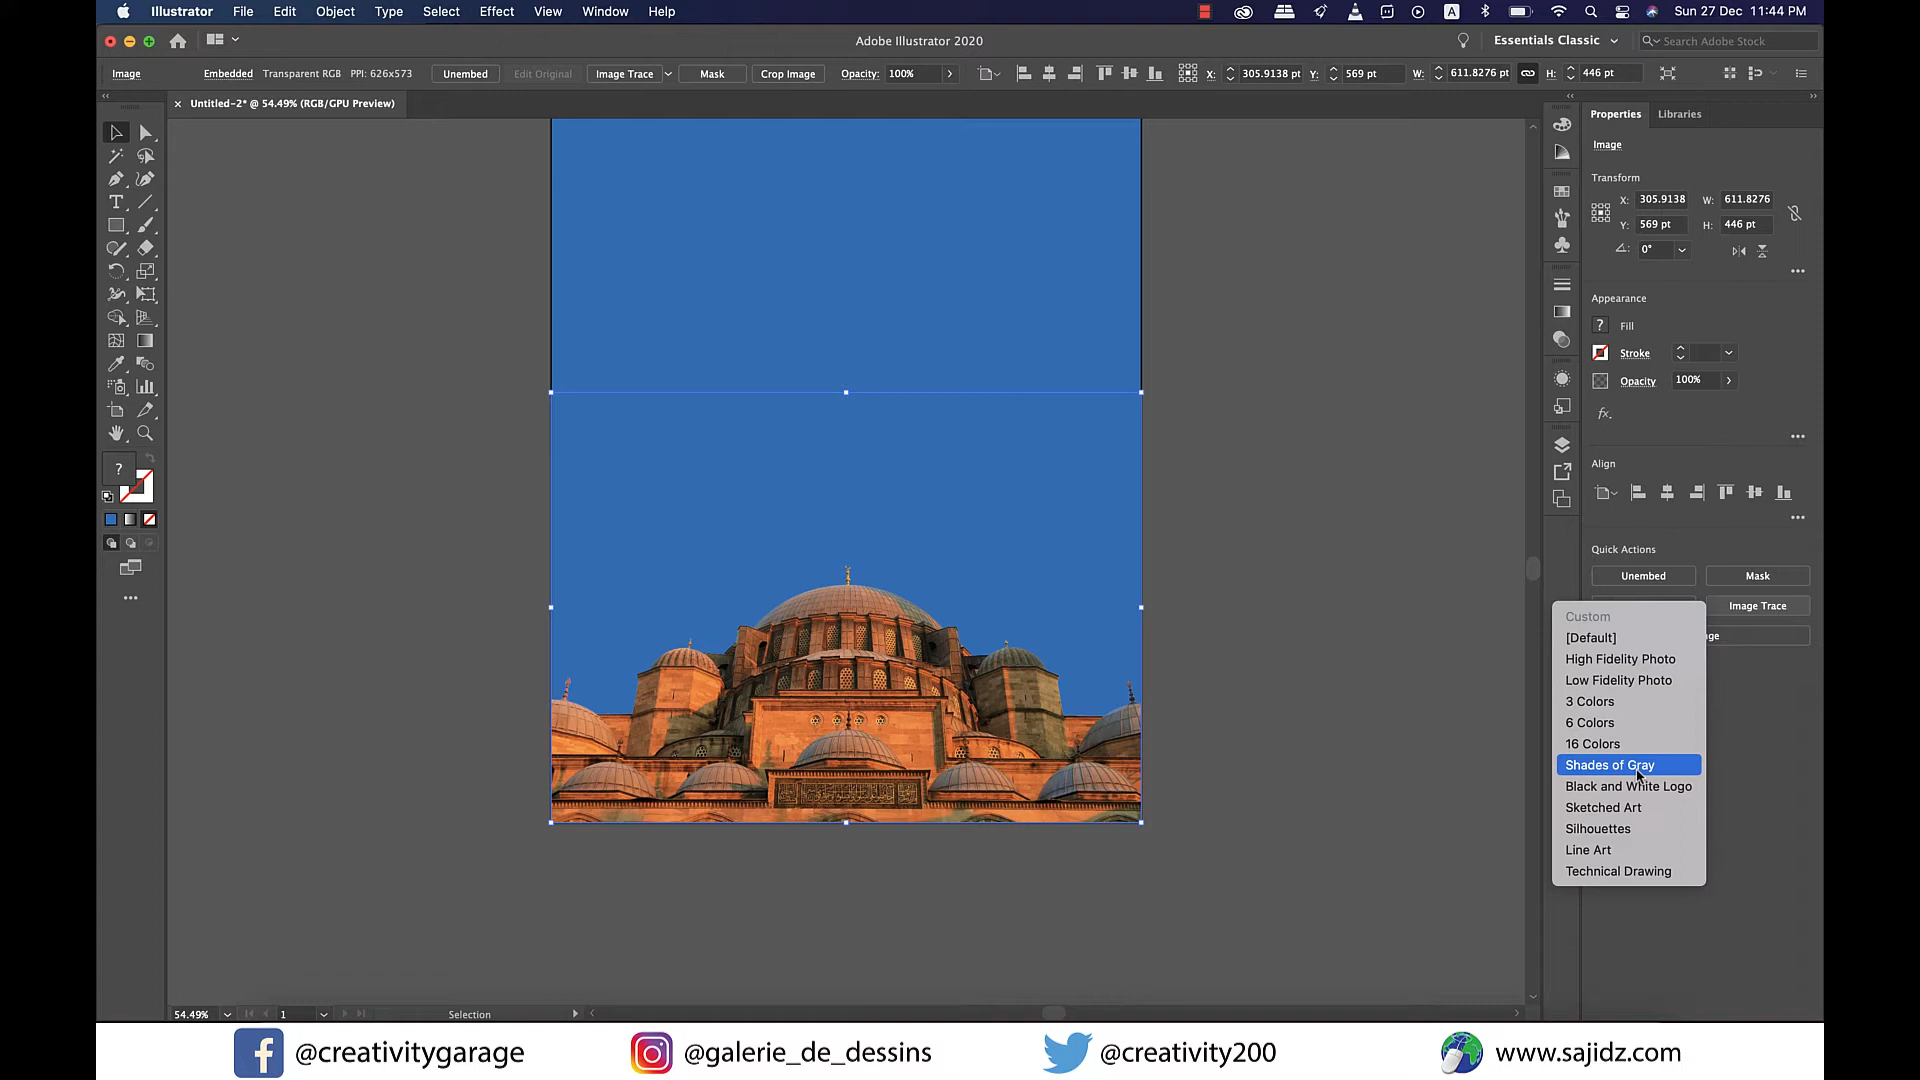 Illustrator File Edit Object Type Select Effect View Window Help
A Sun 27 Dec 11:44 PM
Adobe Illustrator 2020
Essentials Classic
Search Adobe Stock
Image Embedded Transparent RGB PPI: 626x573 Unembed Edit Original Image Trace Mask Crop Image Opacity: 100% X: 305.9138 pt Y: 569 pt W: 611.8276 pt H: 446 pt
× Untitled-2* @ 54.49% (RGB/GPU Preview)
Properties Libraries
Image
Transform
X: 305.9138 W: 611.8276
Y: 569 pt H: 446 pt
0°
Appearance
? Fill
Stroke
Opacity 100%
fx.
Align
Quick Actions
Unembed Mask
Image Trace
Custom
[Default]
High Fidelity Photo
Low Fidelity Photo
3 Colors
6 Colors
16 Colors
Shades of Gray
Black and White Logo
Sketched Art
Silhouettes
Line Art
Technical Drawing
?
54.49% 1 Selection
@creativitygarage @galerie_de_dessins @creativity200 www.sajidz.com